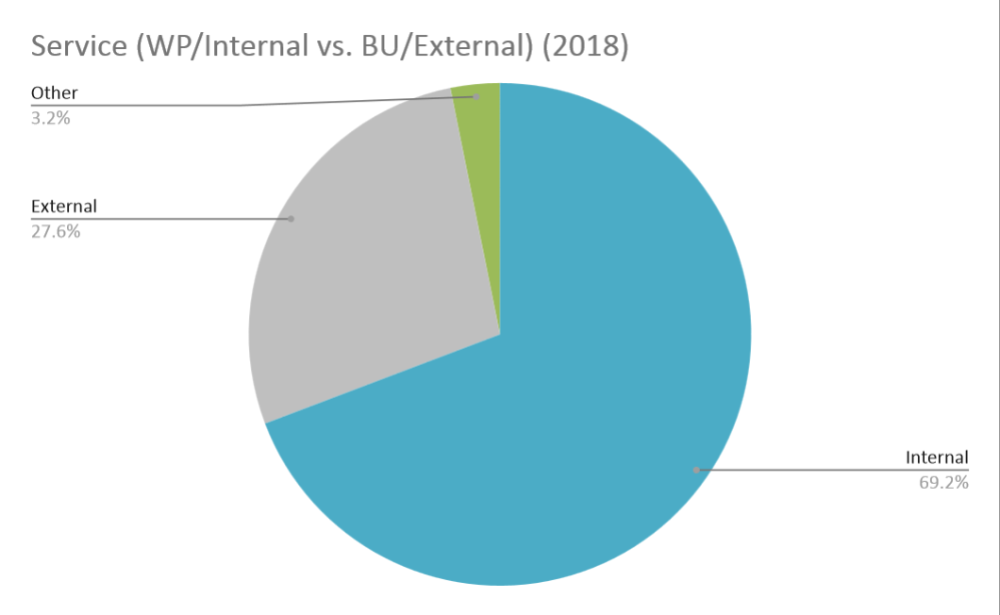 Service (WP/Internal vs. BU/External) (2018)
Other
3.2%
External
27.6%
Internal
69.2%